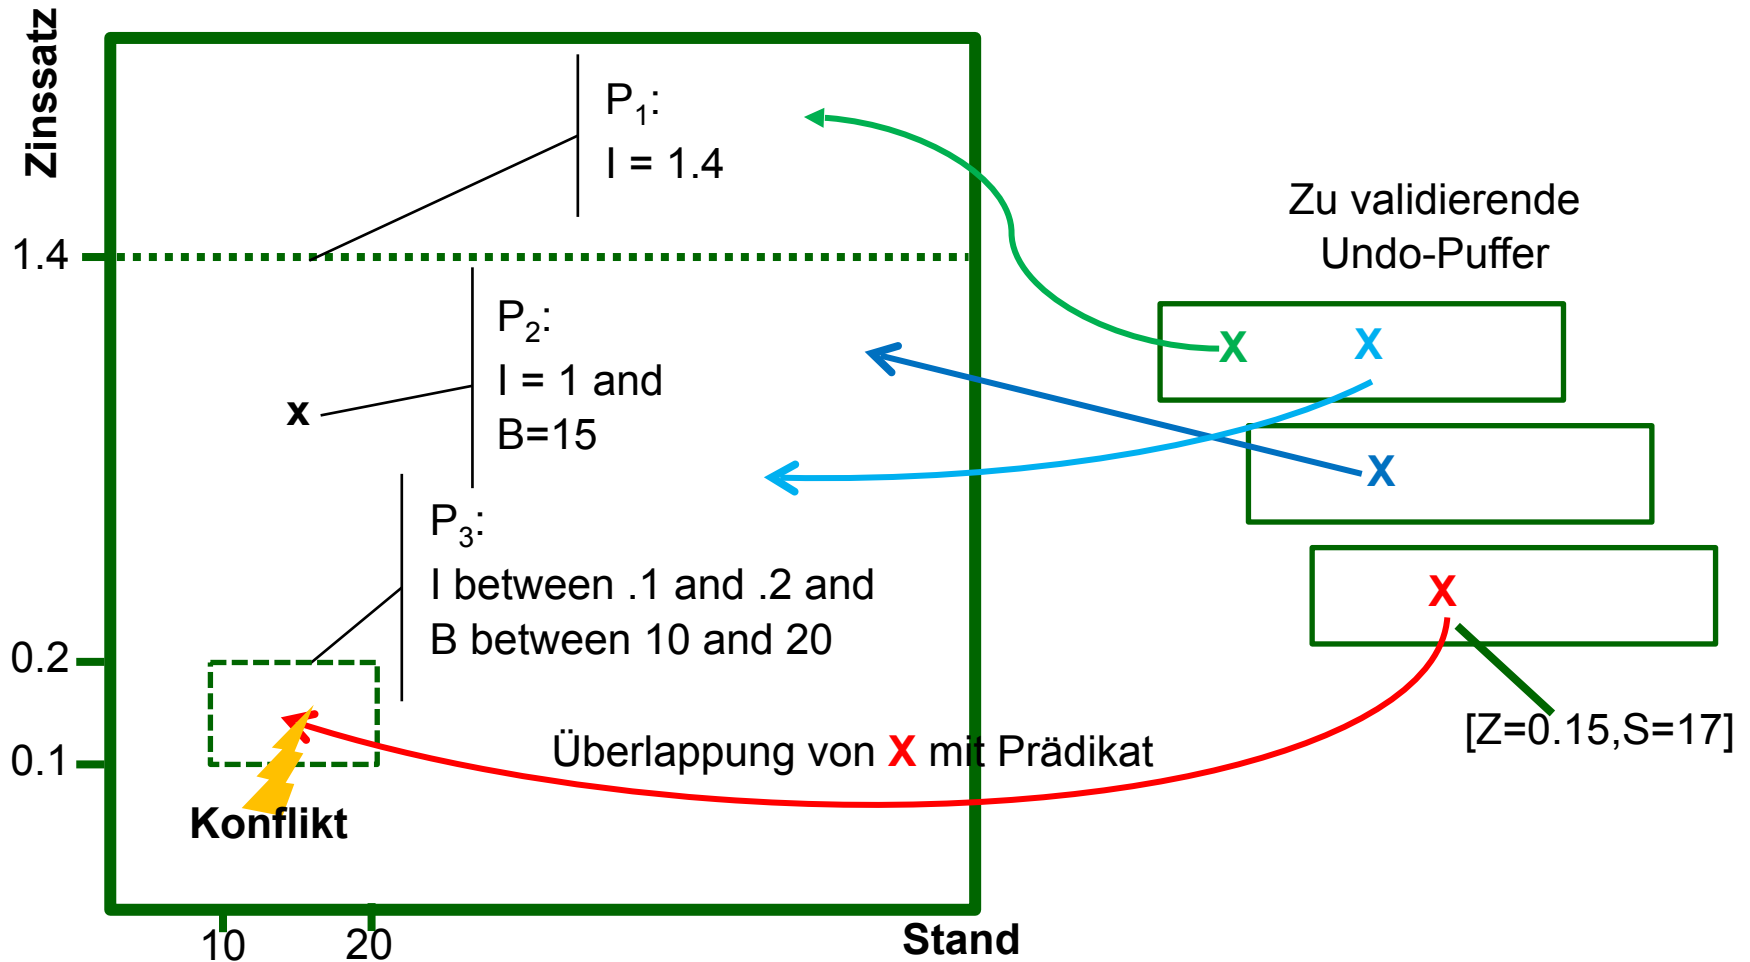 Zinssatz
P1:
I = 1.4
Zu validierende
Undo-Puffer
1.4
P2:
I = 1 and
B=15
x
X
X
X
P3:
I between .1 and .2 and
B between 10 and 20
X
0.2
0.1
Überlappung von X mit Prädikat
[Z=0.15,S=17]
Konflikt
10
20
Stand